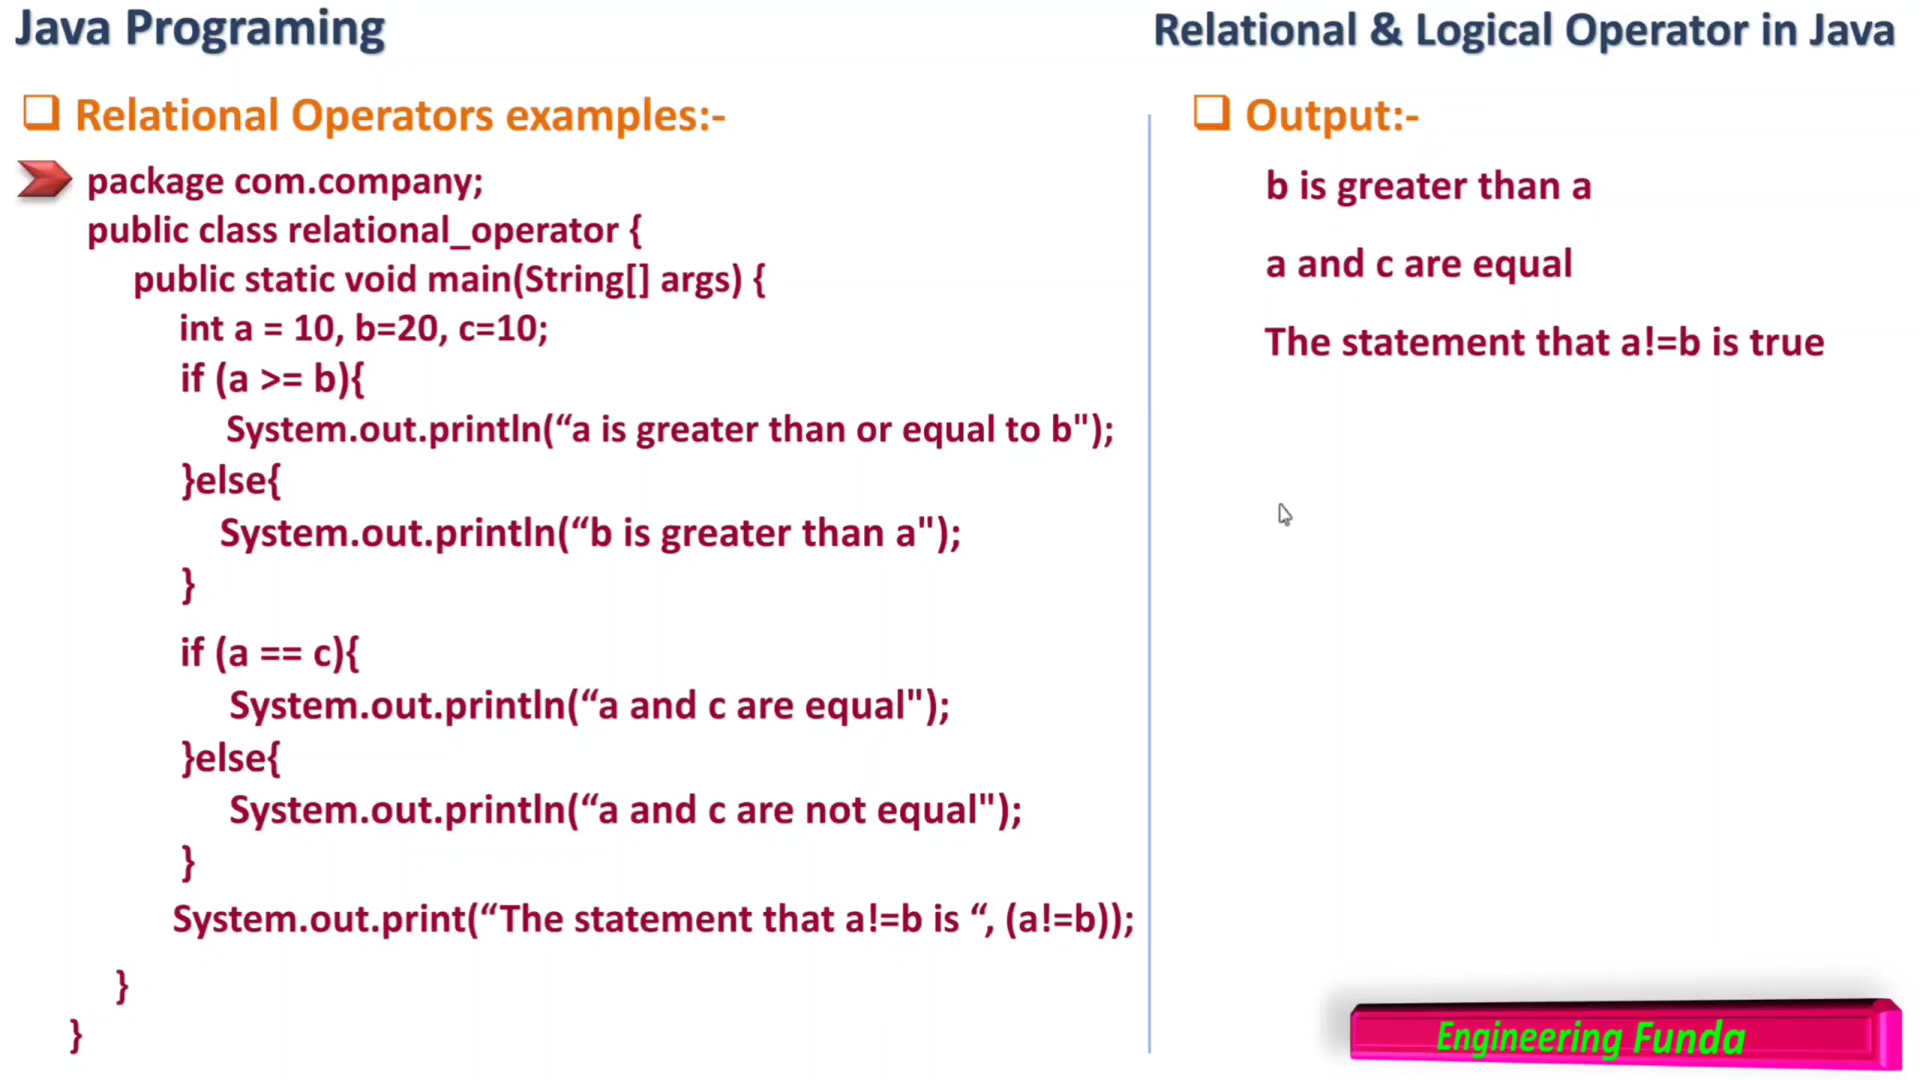 Java Programing
Relational & Logical Operator in Java
Relational Operators examples:-
package com.company;
public class relational_operator {
public static void main(String[] args) {
int a = 10, b=20, c=10;
if (a >= b){
System.out.println(“a is greater than or equal to b");
}else{
System.out.println(“b is greater than a");
}
if (a == c){
System.out.println(“a and c are equal");
}else{
System.out.println(“a and c are not equal");
}
System.out.print(“The statement that a!=b is “, (a!=b));
}
}
Output:-
b is greater than a
a and c are equal
The statement that a!=b is true
Engineering Funda